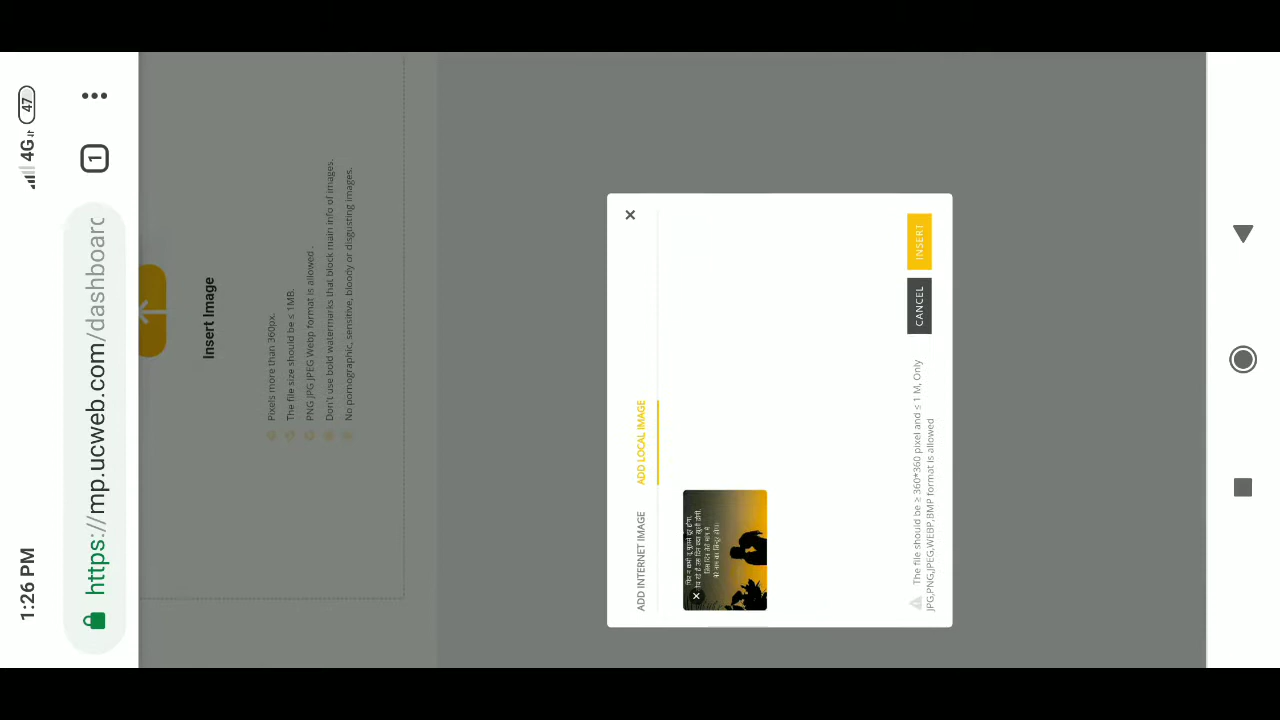 1:26 PM
4G
47
https://mp.ucweb.com/dashboard
1
Insert Image
Pixels more than 360px.
The file size should be ≤ 1MB.
PNG JPG JPEG Webp format is allowed .
Don't use bold watermarks that block main info of images.
No pornographic, sensitive, bloody or disgusting images.
ADD INTERNET IMAGE
ADD LOCAL IMAGE
The file should be ≥ 360*360 pixel and ≤ 1 M, Only
JPG,PNG,JPEG,WEBP,BMP format is allowed
CANCEL
INSERT